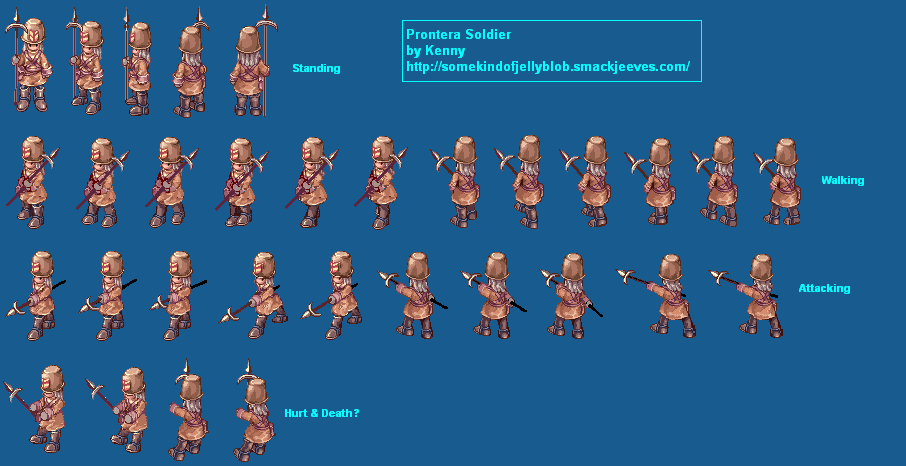 Prontera Soldier
by Kenny
http://somekindofjellyblob.smackjeeves.com/
Standing
Walking
Attacking
Hurt & Death?